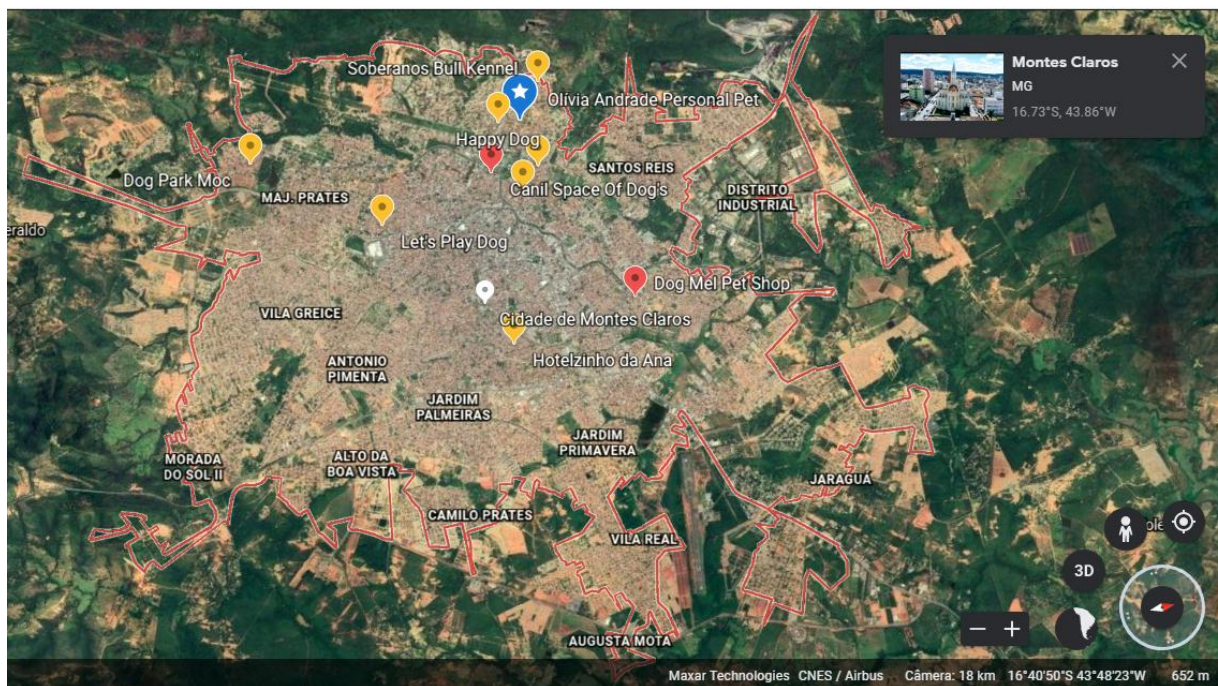 Montes Claros
MG
16.73°S, 43.86°W
Soberanos Bull Kennel
Olívia Andrade Personal Pet
Happy Dog
SANTOS REIS
Dog Park Moc
Canil Space Of Dog's
MAJ. PRATES
DISTRITO
INDUSTRIAL
eraldo
Let's Play Dog
Dog Mel Pet Shop
VILA GREICE
Cidade de Montes Claros
Hotelzinho da Ana
ANTONIO
PIMENTA
JARDIM
PALMEIRAS
JARDIM
PRIMAVERA
MORADA
DO SOL II
ALTO DA
BOA VISTA
JARAGUÁ
CAMILO PRATES
VILA REAL
3D
AUGUSTA MOTA
Maxar Technologies CNES / Airbus Câmera: 18 km 16°40'50"S 43°48'23"W 652 m